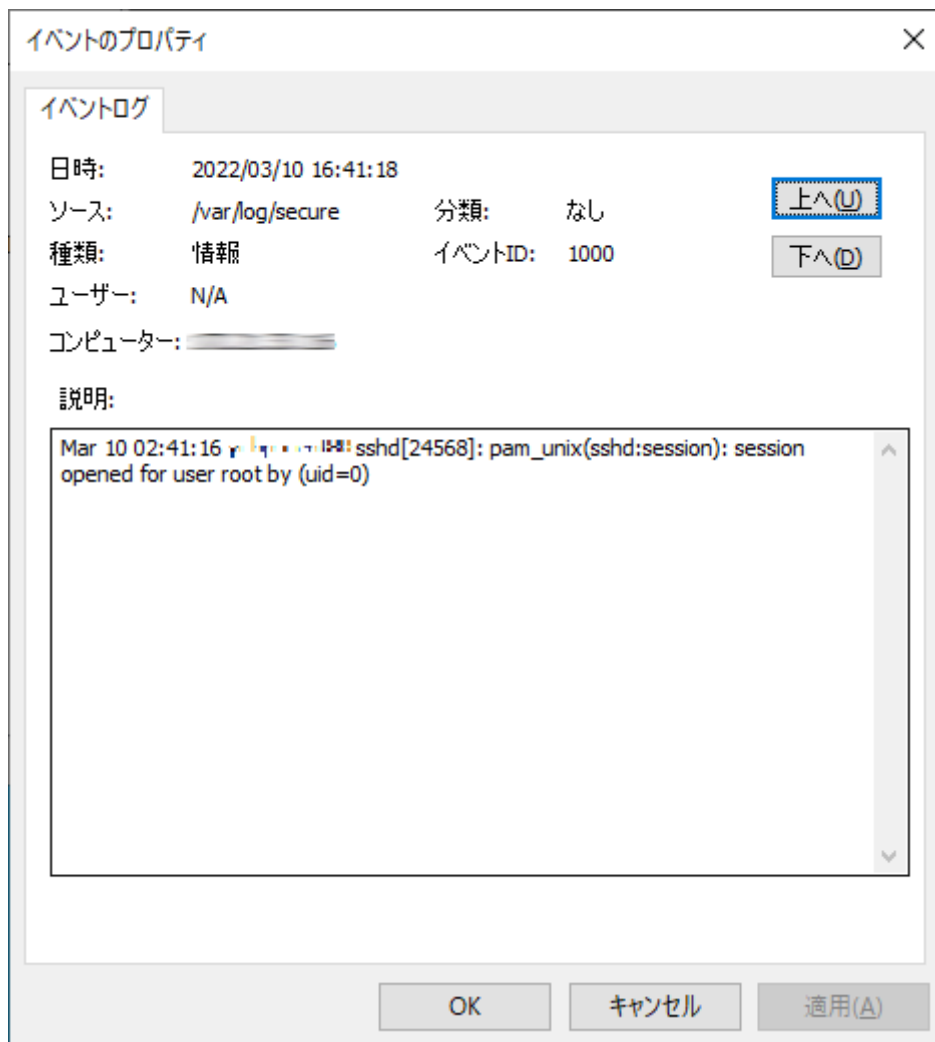 イベントのプロパティ
イベントログ
日時: 2022/03/10 16:41:18
ソース: /var/log/secure 分類: なし 上へ(U)
種類: 情報 イベントID: 1000 下へ(D)
ユーザー: N/A
コンピューター:
説明:
Mar 10 02:41:16 sshd[24568]: pam_unix(sshd:session): session
opened for user root by (uid=0)
OK キャンセル 適用(A)